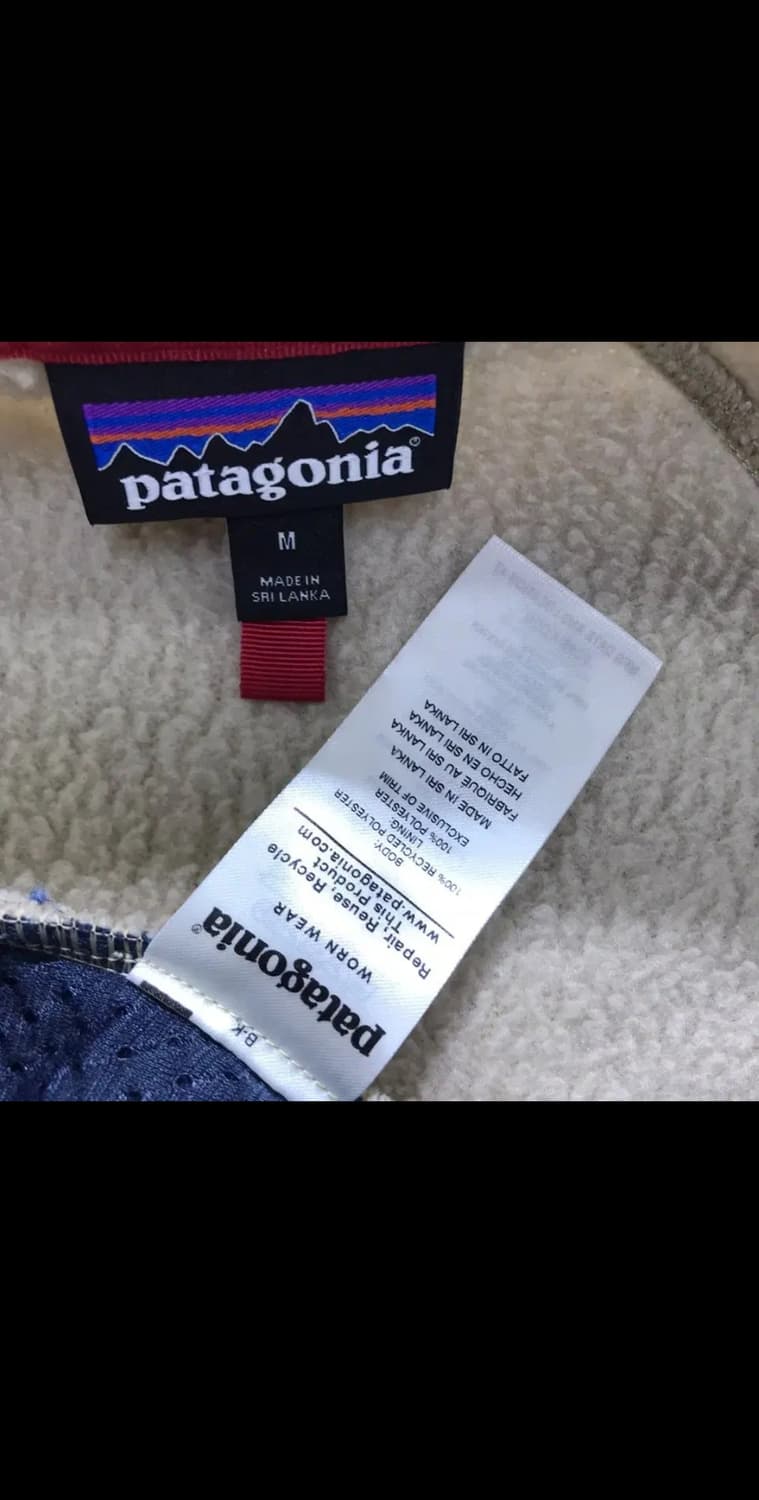 patagonia®
M
MADE IN
SRI LANKA
patagonia®
WORN WEAR
Repair, Reuse, Recycle
This Product
www.patagonia.com
BODY:
100% RECYCLED POLYESTER
LINING:
100% POLYESTER
EXCLUSIVE OF TRIM
MADE IN SRI LANKA
FABRIQUÉ AU SRI LANKA
HECHO EN SRI LANKA
FATTO IN SRI LANKA
B-K